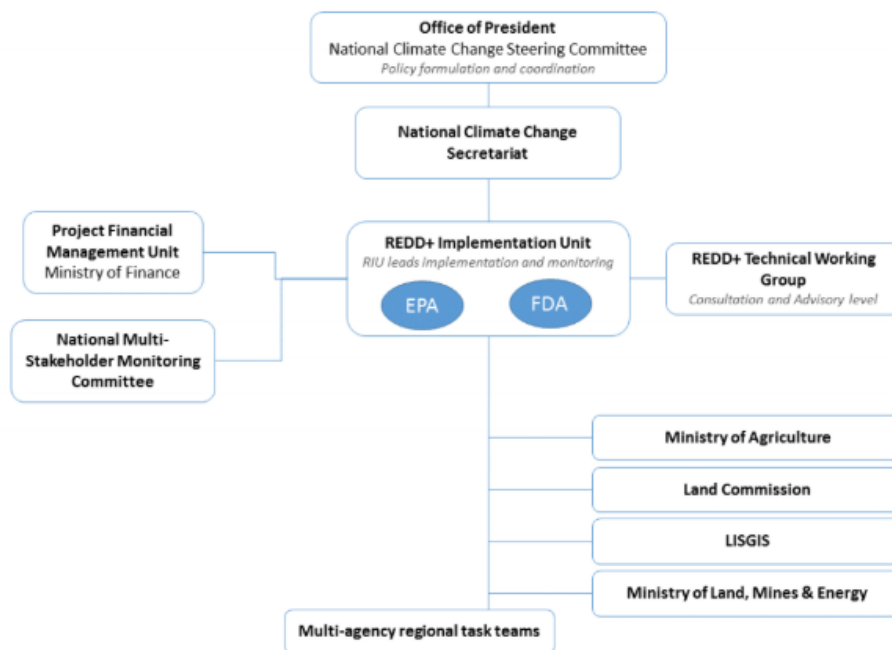 Office of President
National Climate Change Steering Committee
Policy formulation and coordination
National Climate Change
Secretariat
Project Financial
Management Unit
Ministry of Finance
REDD+ Implementation Unit
RIU leads implementation and monitoring
EPA
FDA
REDD+ Technical Working
Group
Consultation and Advisory level
National Multi-
Stakeholder Monitoring
Committee
Ministry of Agriculture
Land Commission
LISGIS
Ministry of Land, Mines & Energy
Multi-agency regional task teams